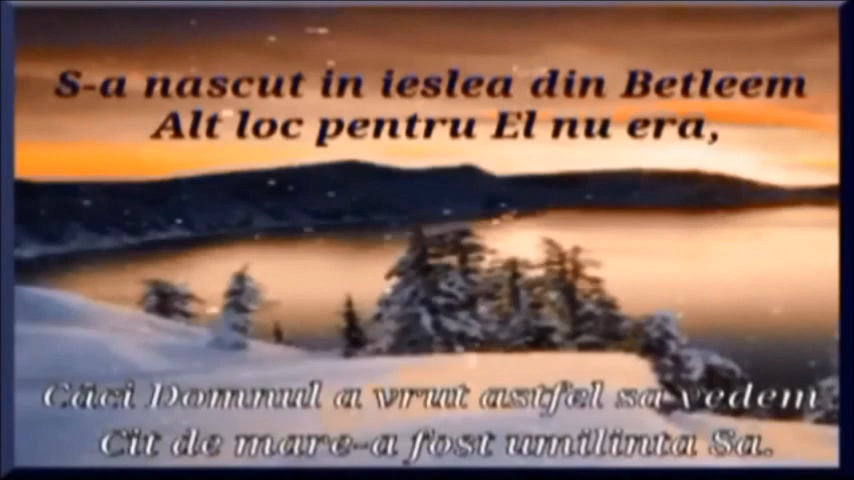 S-a nascut in ieslea din Betleem
Alt loc pentru El nu era,
Căci Domnul a vrut astfel sa vedem
Cit de mare-a fost umilinta Sa.